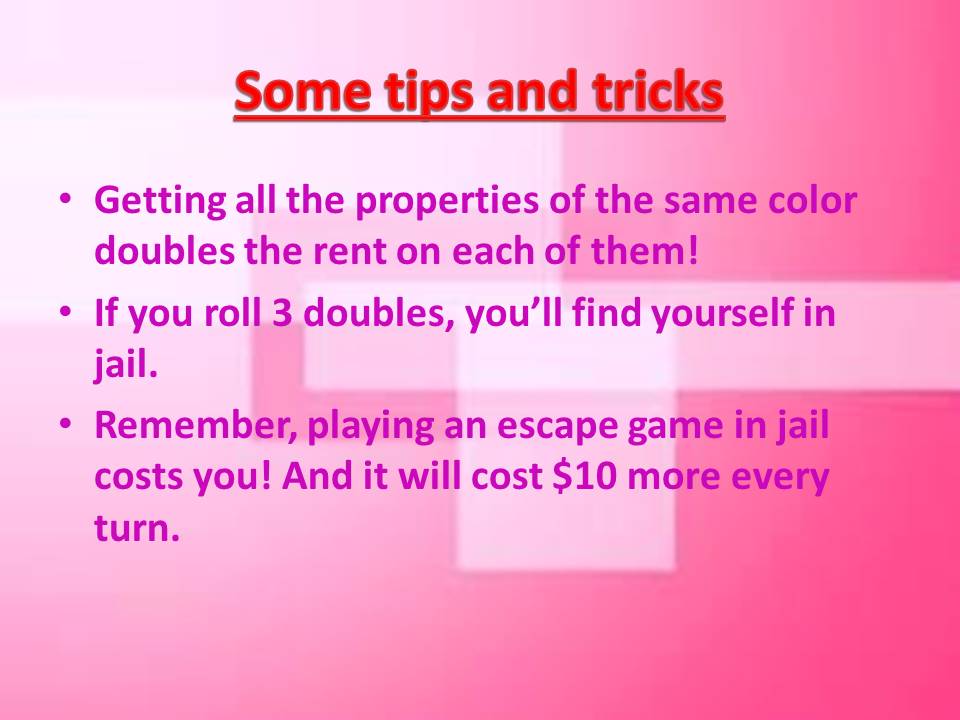 Some tips and tricks
• Getting all the properties of the same color
doubles the rent on each of them!
• If you roll 3 doubles, you’ll find yourself in
jail.
• Remember, playing an escape game in jail
costs you! And it will cost $10 more every
turn.